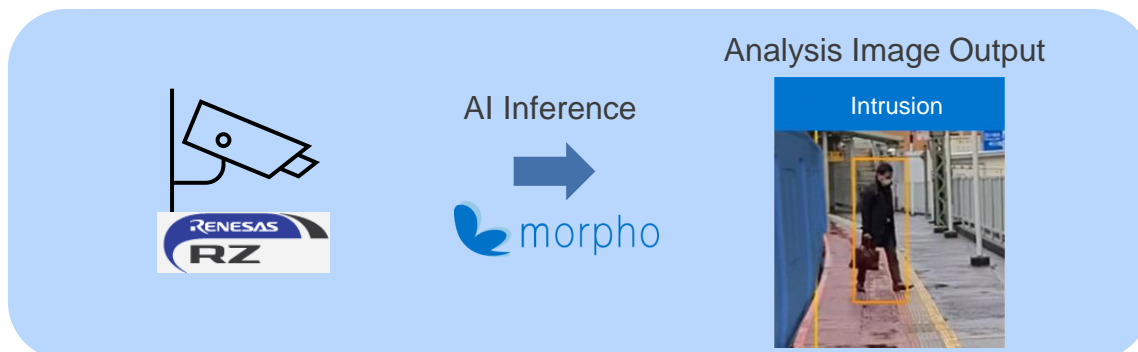 Analysis Image Output
AI Inference
Intrusion
RENESAS
RZ
morpho